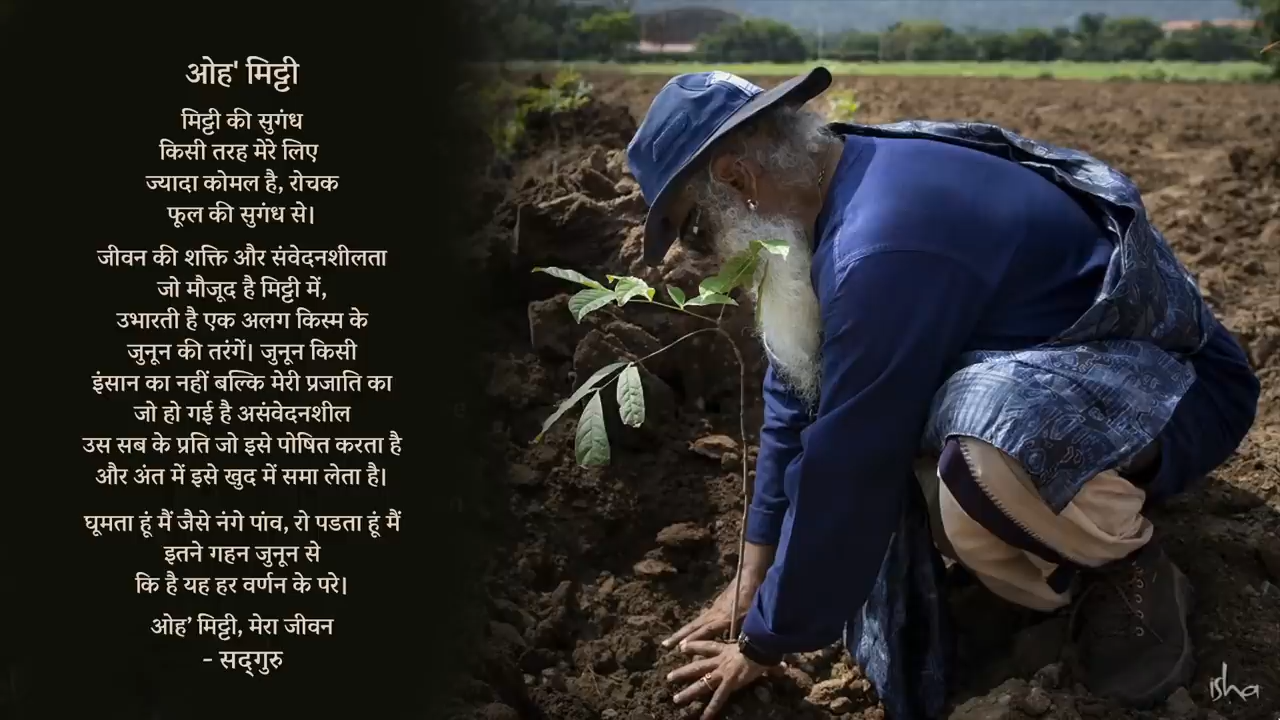 ओह' मिट्टी
मिट्टी की सुगंध
किसी तरह मेरे लिए
ज्यादा कोमल है, रोचक
फूल की सुगंध से।
जीवन की शक्ति और संवेदनशीलता
जो मौजूद है मिट्टी में,
उभारती है एक अलग किस्म के
जुनून की तरंगें। जुनून किसी
इंसान का नहीं बल्कि मेरी प्रजाति का
जो हो गई है असंवेदनशील
उस सब के प्रति जो इसे पोषित करता है
और अंत में इसे खुद में समा लेता है।
घूमता हूं मैं जैसे नंगे पांव, रो पडता हूं मैं
इतने गहन जुनून से
कि है यह हर वर्णन के परे।
ओह’ मिट्टी, मेरा जीवन
- सद्‌गुरु
isha